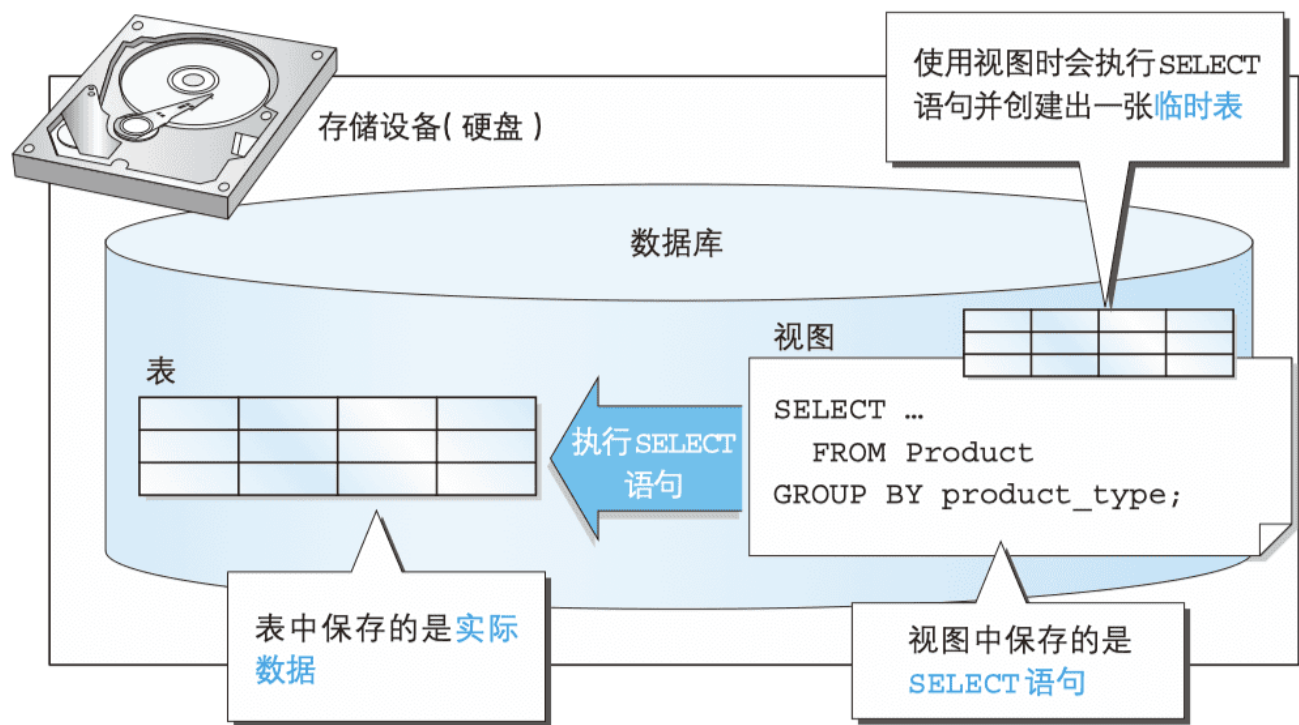 使用视图时会执行SELECT
语句并创建出一张临时表
存储设备( 硬盘 )
数据库
视图
表
SELECT …
FROM Product
GROUP BY product_type;
执行SELECT
语句
表中保存的是实际
数据
视图中保存的是
SELECT语句